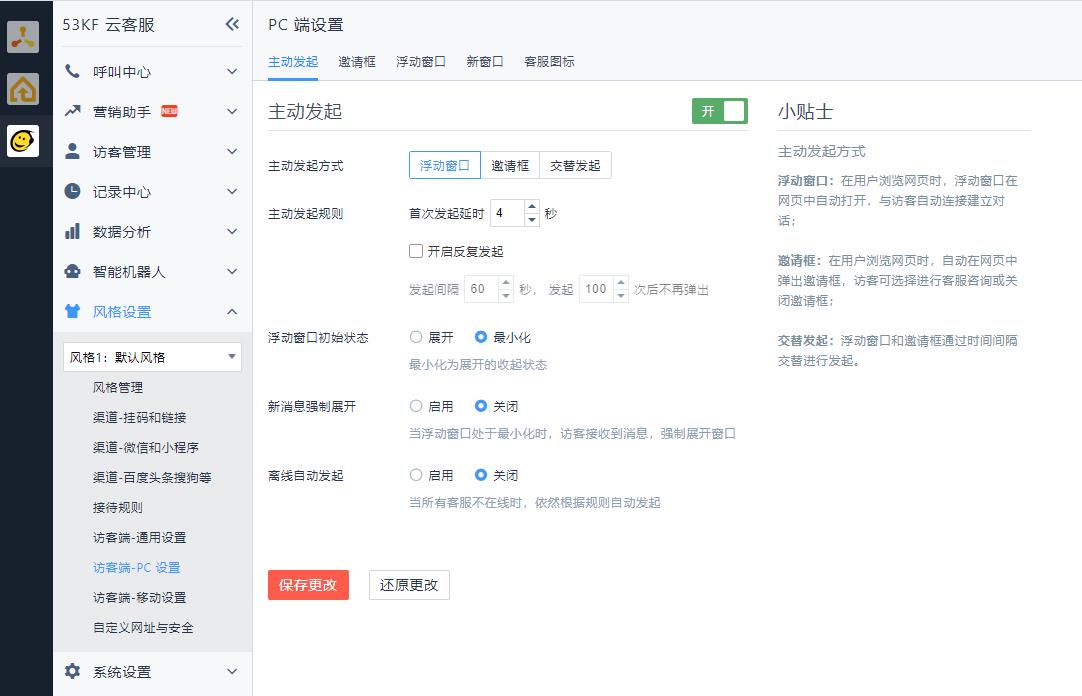 53KF 云客服
呼叫中心
营销助手 NEW
访客管理
记录中心
数据分析
智能机器人
风格设置
风格1：默认风格
风格管理
渠道-挂码和链接
渠道-微信和小程序
渠道-百度头条搜狗等
接待规则
访客端-通用设置
访客端-PC 设置
访客端-移动设置
自定义网址与安全
系统设置
PC 端设置
主动发起 邀请框 浮动窗口 新窗口 客服图标
主动发起 开
主动发起方式 浮动窗口 邀请框 交替发起
主动发起规则 首次发起延时 4 秒
开启反复发起
发起间隔 60 秒， 发起 100 次后不再弹出
浮动窗口初始状态 展开 最小化
最小化为展开的收起状态
新消息强制展开 启用 关闭
当浮动窗口处于最小化时，访客接收到消息，强制展开窗口
离线自动发起 启用 关闭
当所有客服不在线时，依然根据规则自动发起
保存更改 还原更改
小贴士
主动发起方式
浮动窗口：在用户浏览网页时，浮动窗口在
网页中自动打开，与访客自动连接建立对
话；
邀请框：在用户浏览网页时，自动在网页中
弹出邀请框，访客可选择进行客服咨询或关
闭邀请框；
交替发起：浮动窗口和邀请框通过时间间隔
交替进行发起。